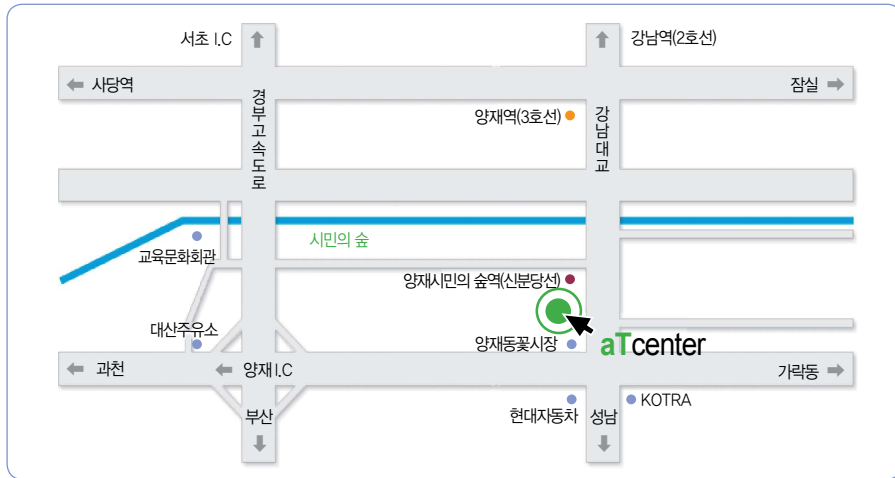 서초 I.C
강남역(2호선)
사당역
잠실
경부고속도로
양재역(3호선)
강남대교
시민의 숲
교육문화회관
양재시민의 숲역(신분당선)
대산주유소
양재동꽃시장
aTcenter
과천
양재I.C
가락동
부산
현대자동차
성남
KOTRA